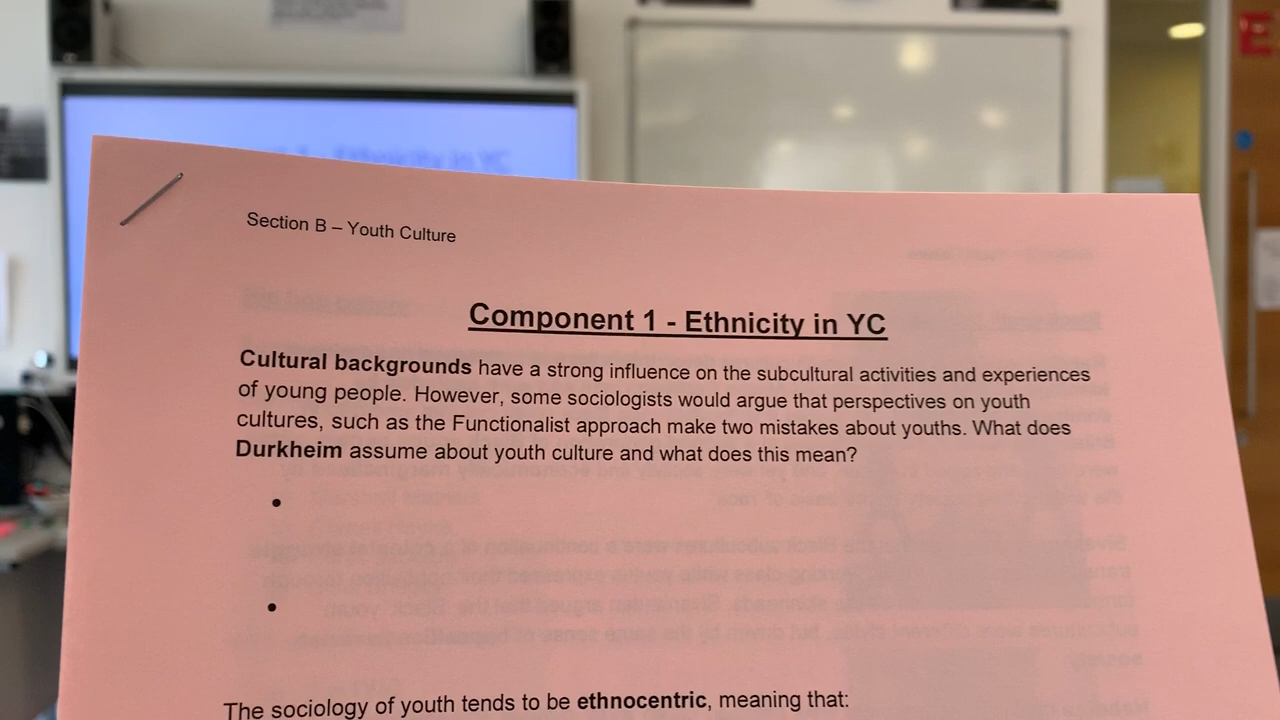 Ethnicity in YC
Section B – Youth Culture
Component 1 - Ethnicity in YC
Cultural backgrounds have a strong influence on the subcultural activities and experiences
of young people. However, some sociologists would argue that perspectives on youth
cultures, such as the Functionalist approach make two mistakes about youths. What does
Durkheim assume about youth culture and what does this mean?
•
•
The sociology of youth tends to be ethnocentric, meaning that: